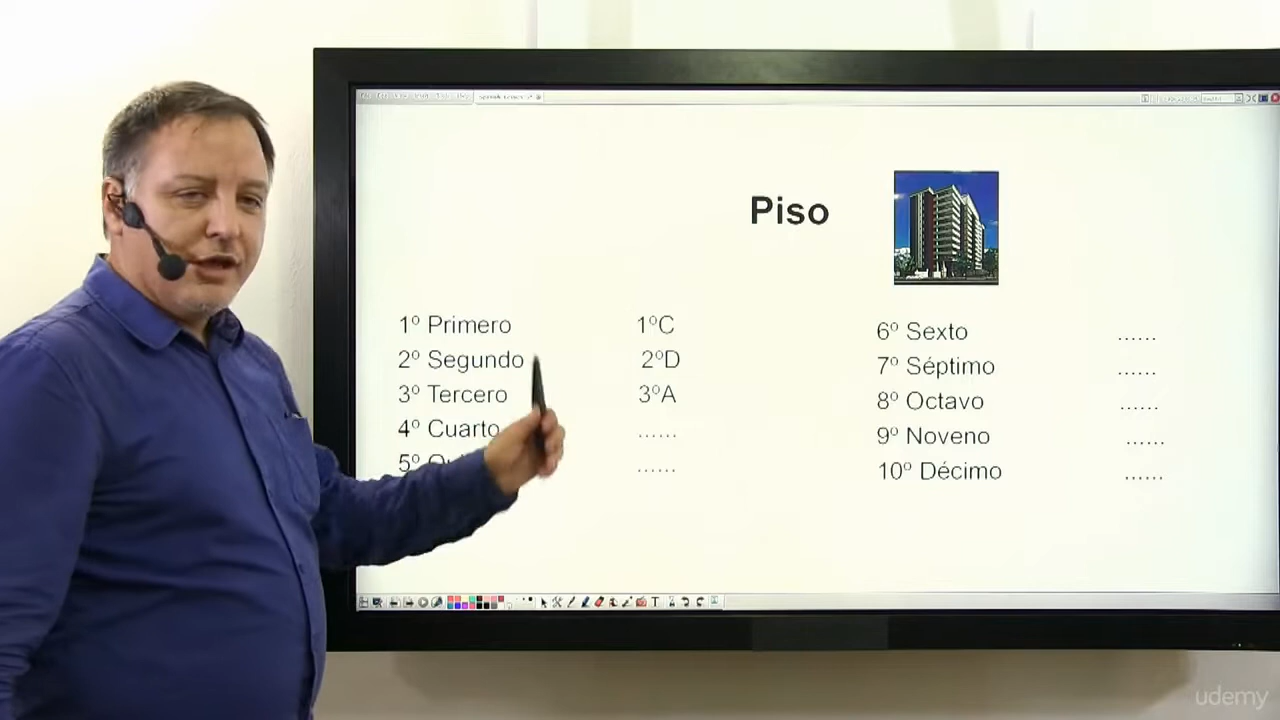 Piso
1º Primero
2º Segundo
3º Tercero
4º Cuarto
5º
1ºC
2ºD
3ºA
......
......
6º Sexto
7º Séptimo
8º Octavo
9º Noveno
10º Décimo
......
......
......
......
......
udemy